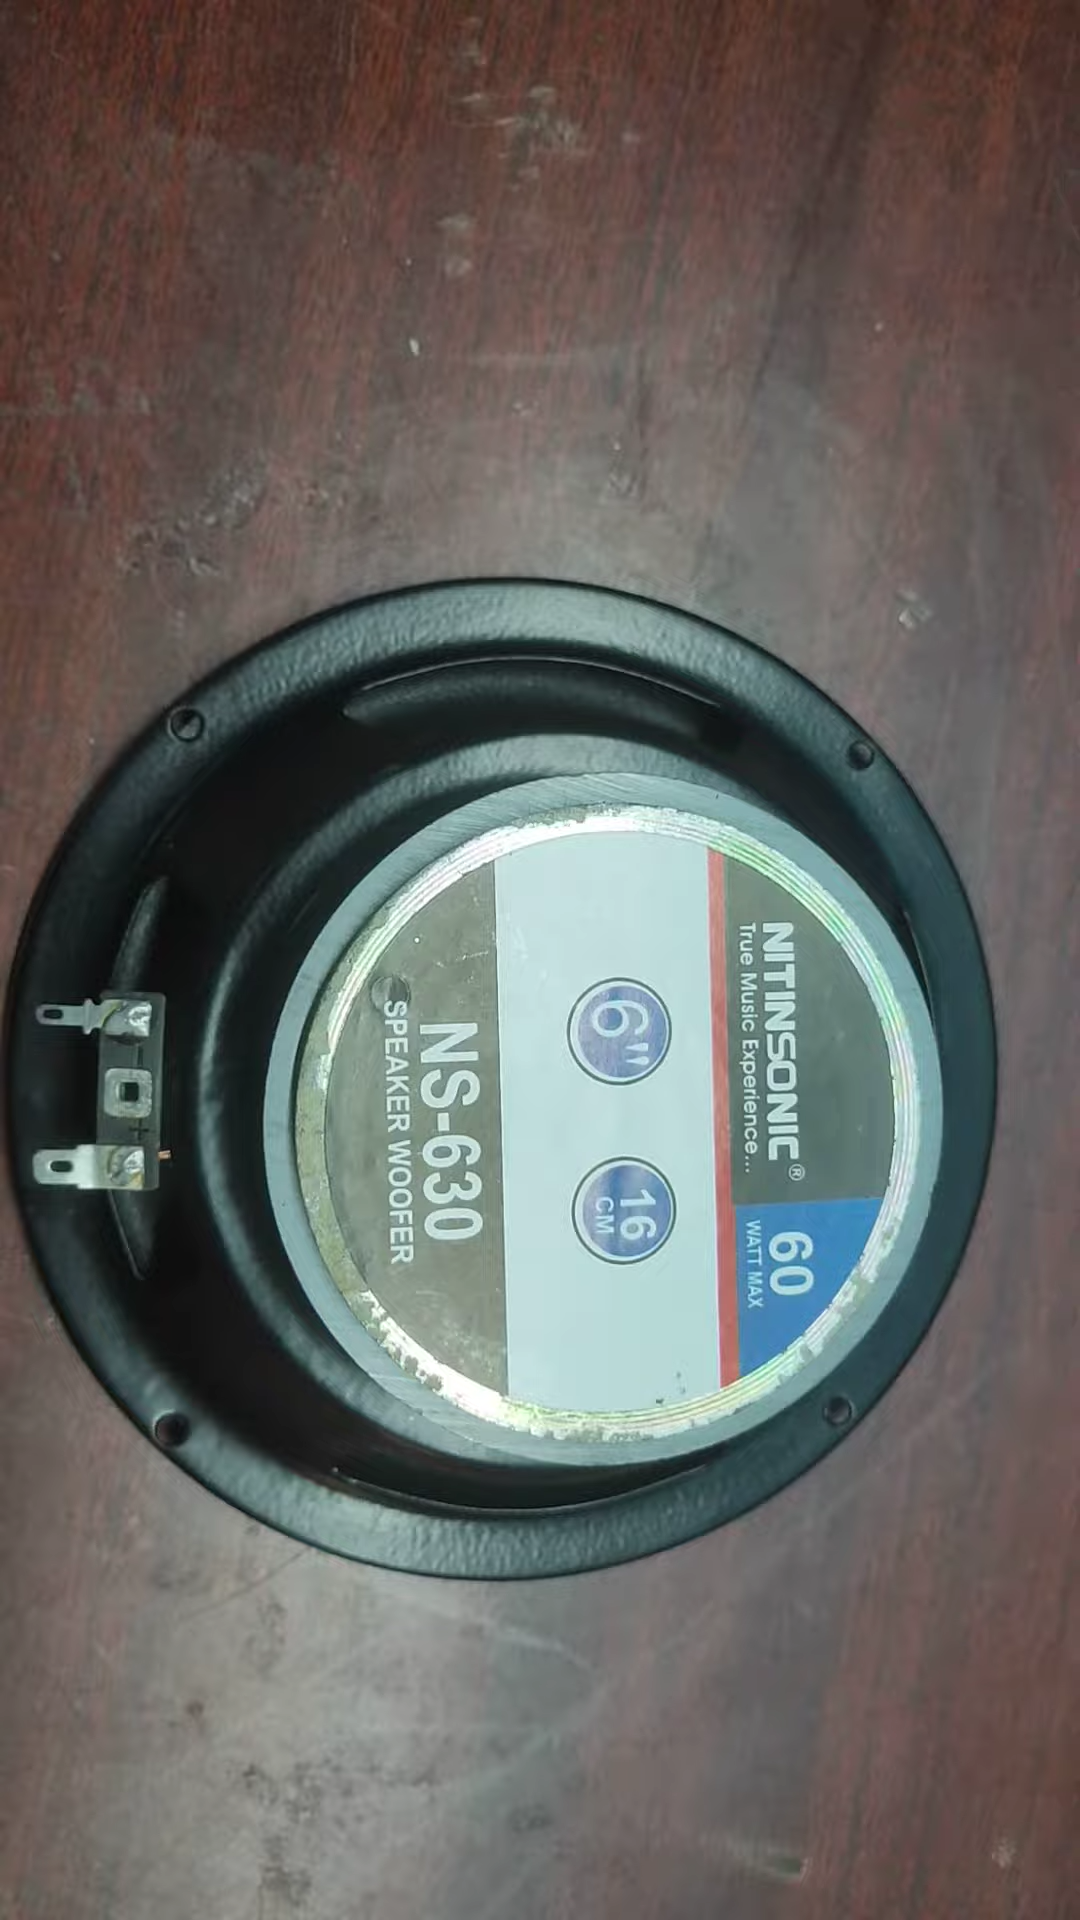 NITINSONIC®
True Music Experience...
60
WATT MAX
6"
16
CM
NS-630
SPEAKER WOOFER
- +